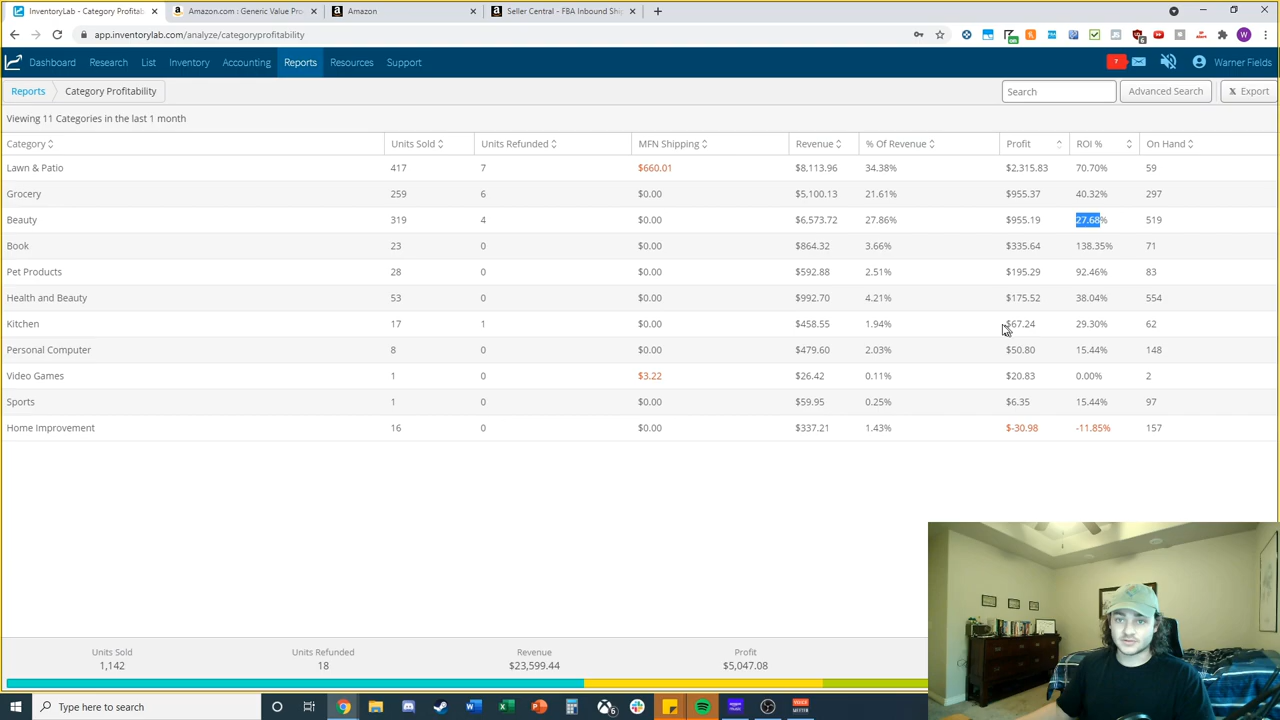 InventoryLab - Category Profitab
Amazon.com : Generic Value Pro
Amazon
Seller Central - FBA Inbound Shi
app.inventorylab.com/analyze/categoryprofitability
W
Dashboard Research List Inventory Accounting Reports Resources Support
7
Warner Fields
Reports Category Profitability
Search
Advanced Search
Export
Viewing 11 Categories in the last 1 month
Category Units Sold Units Refunded MFN Shipping Revenue % Of Revenue Profit ROI % On Hand
Lawn & Patio 417 7 $660.01 $8,113.96 34.38% $2,315.83 70.70% 59
Grocery 259 6 $0.00 $5,100.13 21.61% $955.37 40.32% 297
Beauty 319 4 $0.00 $6,573.72 27.86% $955.19 27.68% 519
Book 23 0 $0.00 $864.32 3.66% $335.64 138.35% 71
Pet Products 28 0 $0.00 $592.88 2.51% $195.29 92.46% 83
Health and Beauty 53 0 $0.00 $992.70 4.21% $175.52 38.04% 554
Kitchen 17 1 $0.00 $458.55 1.94% $67.24 29.30% 62
Personal Computer 8 0 $0.00 $479.60 2.03% $50.80 15.44% 148
Video Games 1 0 $3.22 $26.42 0.11% $20.83 0.00% 2
Sports 1 0 $0.00 $59.95 0.25% $6.35 15.44% 97
Home Improvement 16 0 $0.00 $337.21 1.43% $-30.98 -11.85% 157
Units Sold Units Refunded Revenue Profit
1,142 18 $23,599.44 $5,047.08
Type here to search